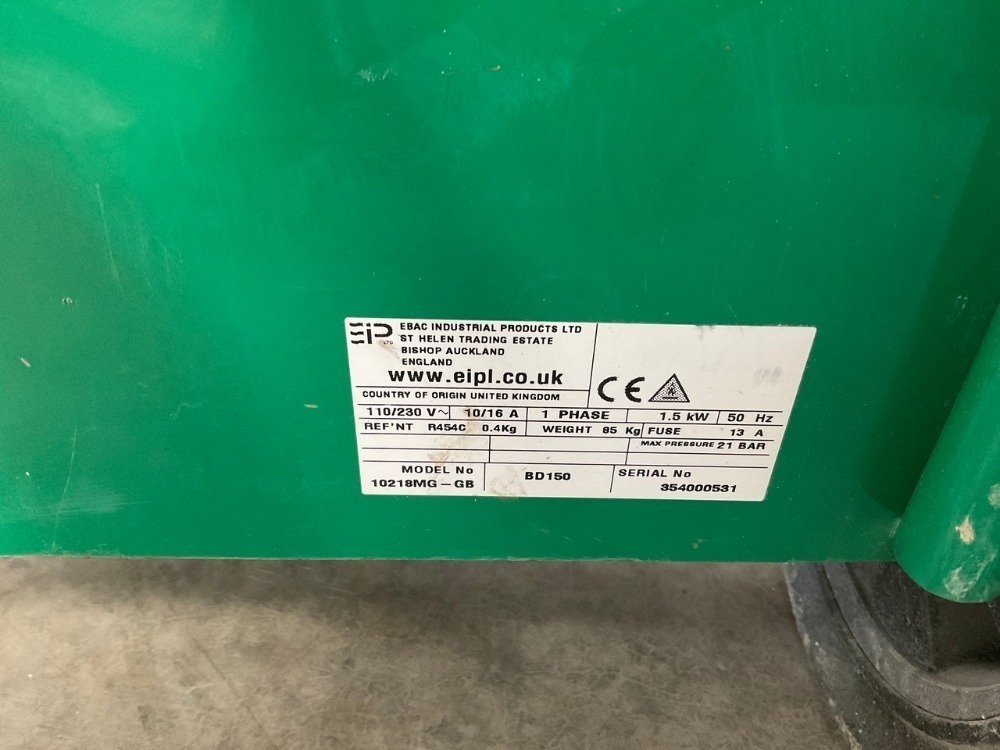 EIP LTD EBAC INDUSTRIAL PRODUCTS LTD
ST HELEN TRADING ESTATE
BISHOP AUCKLAND
ENGLAND
www.eipl.co.uk
CE
COUNTRY OF ORIGIN UNITED KINGDOM
110/230 V~ 10/16 A 1 PHASE 1.5 kW 50 Hz
REF'NT R454C 0.4Kg WEIGHT 85 Kg FUSE 13 A
MAX PRESSURE 21 BAR
MODEL No BD150 SERIAL No
10218MG-GB 354000531